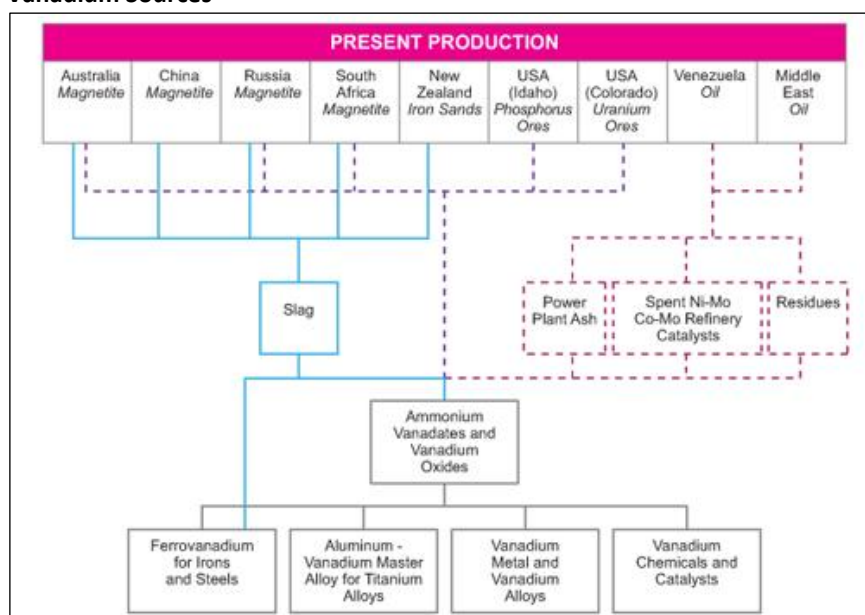 Vanadium Sources
PRESENT PRODUCTION
Australia
Magnetite
China
Magnetite
Russia
Magnetite
South
Africa
Magnetite
New
Zealand
Iron Sands
USA
(Idaho)
Phosphorus
Ores
USA
(Colorado)
Uranium
Ores
Venezuela
Oil
Middle
East
Oil
Slag
Power
Plant Ash
Spent Ni-Mo
Co-Mo Refinery
Catalysts
Residues
Ammonium
Vanadates and
Vanadium
Oxides
Ferrovanadium
for Irons
and Steels
Aluminum -
Vanadium Master
Alloy for Titanium
Alloys
Vanadium
Metal and
Vanadium
Alloys
Vanadium
Chemicals and
Catalysts